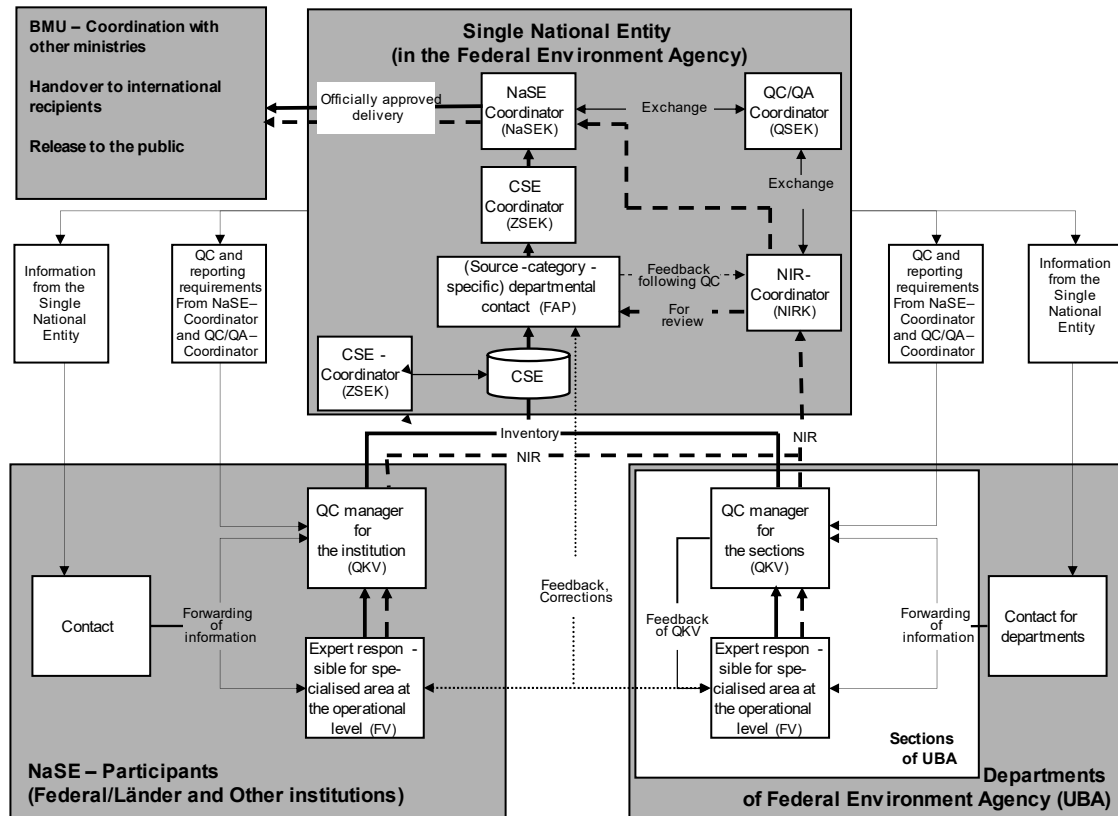 BMU – Coordination with
other ministries
Handover to international
recipients
Release to the public
Single National Entity
(in the Federal Environment Agency)
Officially approved
delivery
NaSE
Coordinator
(NaSEK)
Exchange
QC/QA
Coordinator
(QSEK)
Exchange
CSE
Coordinator
(ZSEK)
(Source -category -
specific) departmental
contact (FAP)
Feedback
following QC
For
review
NIR-
Coordinator
(NIRK)
CSE -
Coordinator
(ZSEK)
CSE
Information
from the
Single
National
Entity
QC and
reporting
requirements
From NaSE–
Coordinator
and QC/QA–
Coordinator
QC and
reporting
requirements
From NaSE–
Coordinator
and QC/QA–
Coordinator
Information
from the
Single
National
Entity
Inventory
NIR
NIR
QC manager
for
the institution
(QKV)
Contact
Forwarding
of
information
Expert respon -
sible for spe-
cialised area at
the operational
level (FV)
NaSE – Participants
(Federal/Länder and Other institutions)
Feedback,
Corrections
QC manager
for
the sections
(QKV)
Feedback
of QKV
Expert respon -
sible for spe-
cialised area at
the operational
level (FV)
Forwarding
of
information
Contact for
departments
Sections
of UBA
Departments
of Federal Environment Agency (UBA)